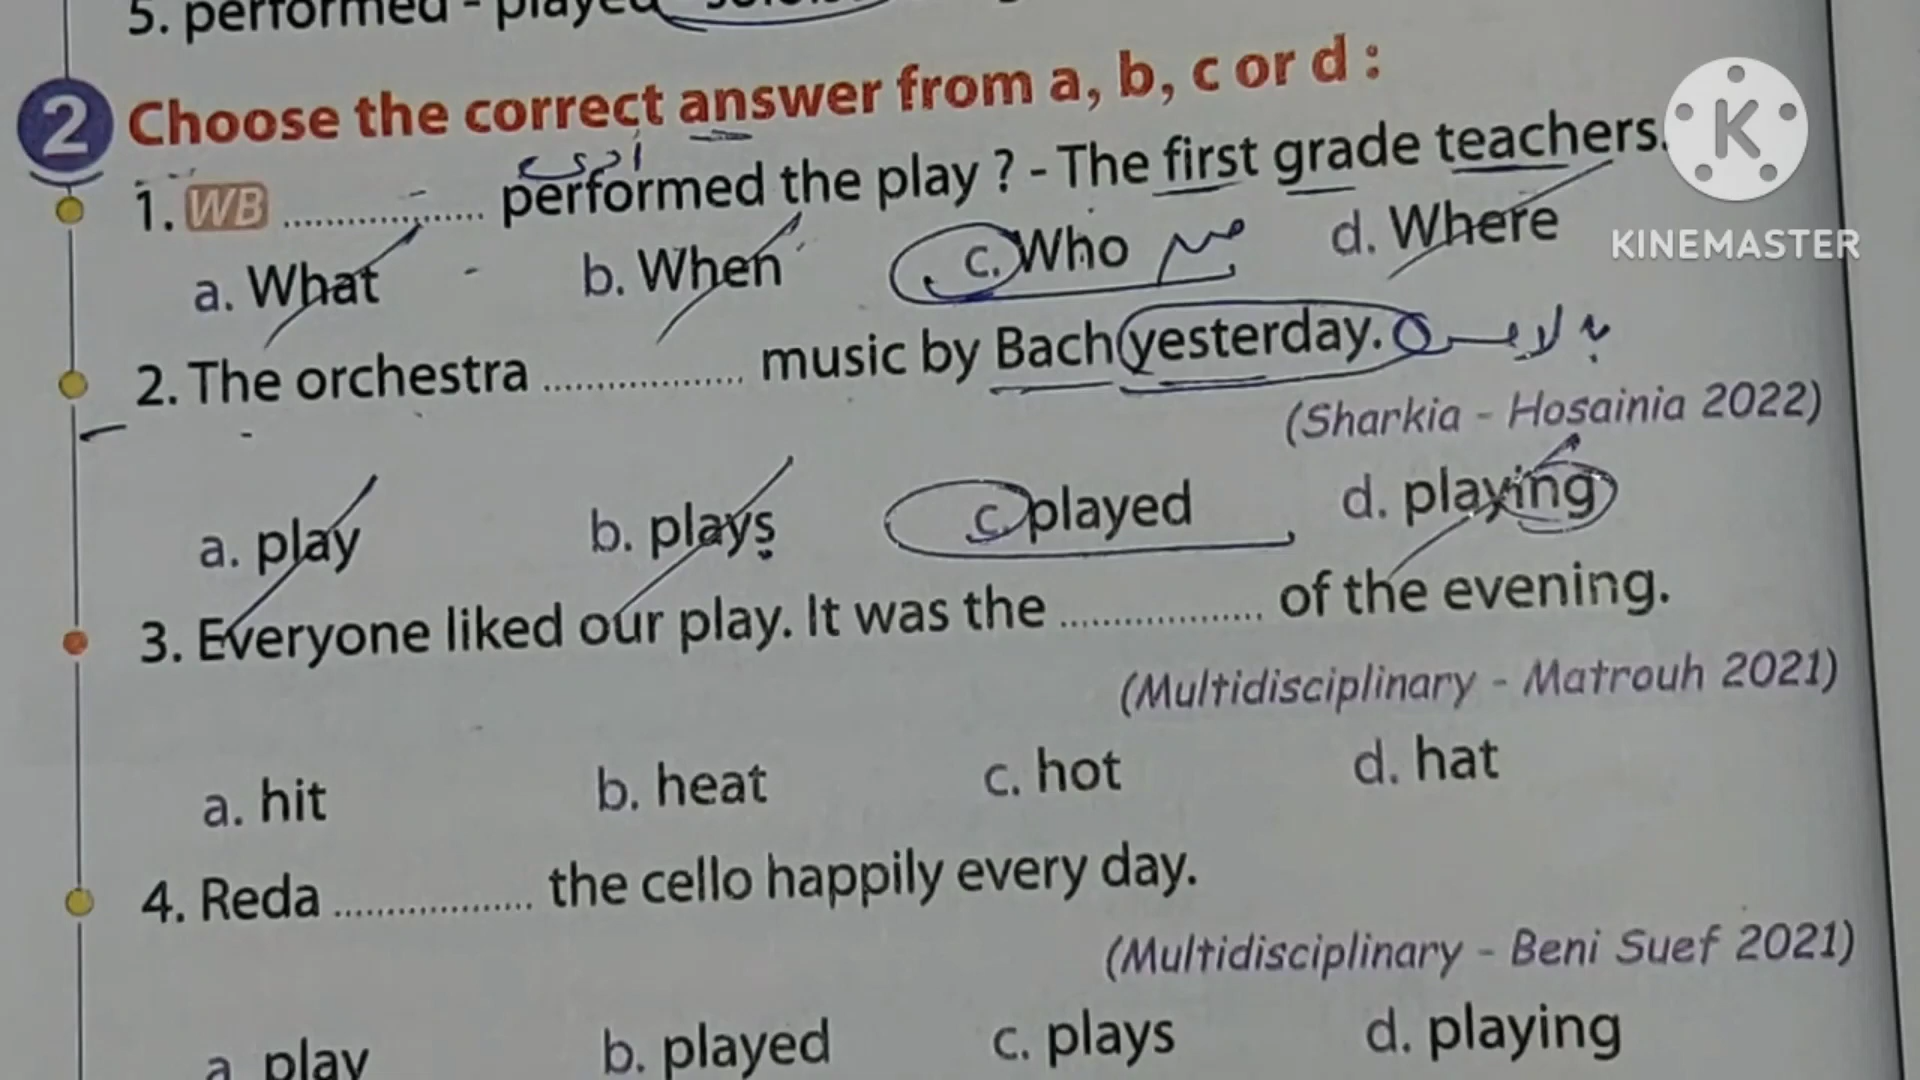 5. performed - played
2 Choose the correct answer from a, b, c or d :
1. WB .................. performed the play ? - The first grade teachers.
a. What b. When c. Who مين d. Where
2. The orchestra .................. music by Bach yesterday.
(Sharkia - Hosainia 2022)
a. play b. plays c. played d. playing
3. Everyone liked our play. It was the .................. of the evening.
(Multidisciplinary - Matrouh 2021)
a. hit b. heat c. hot d. hat
4. Reda .................. the cello happily every day.
(Multidisciplinary - Beni Suef 2021)
a. play b. played c. plays d. playing
K
KINEMASTER